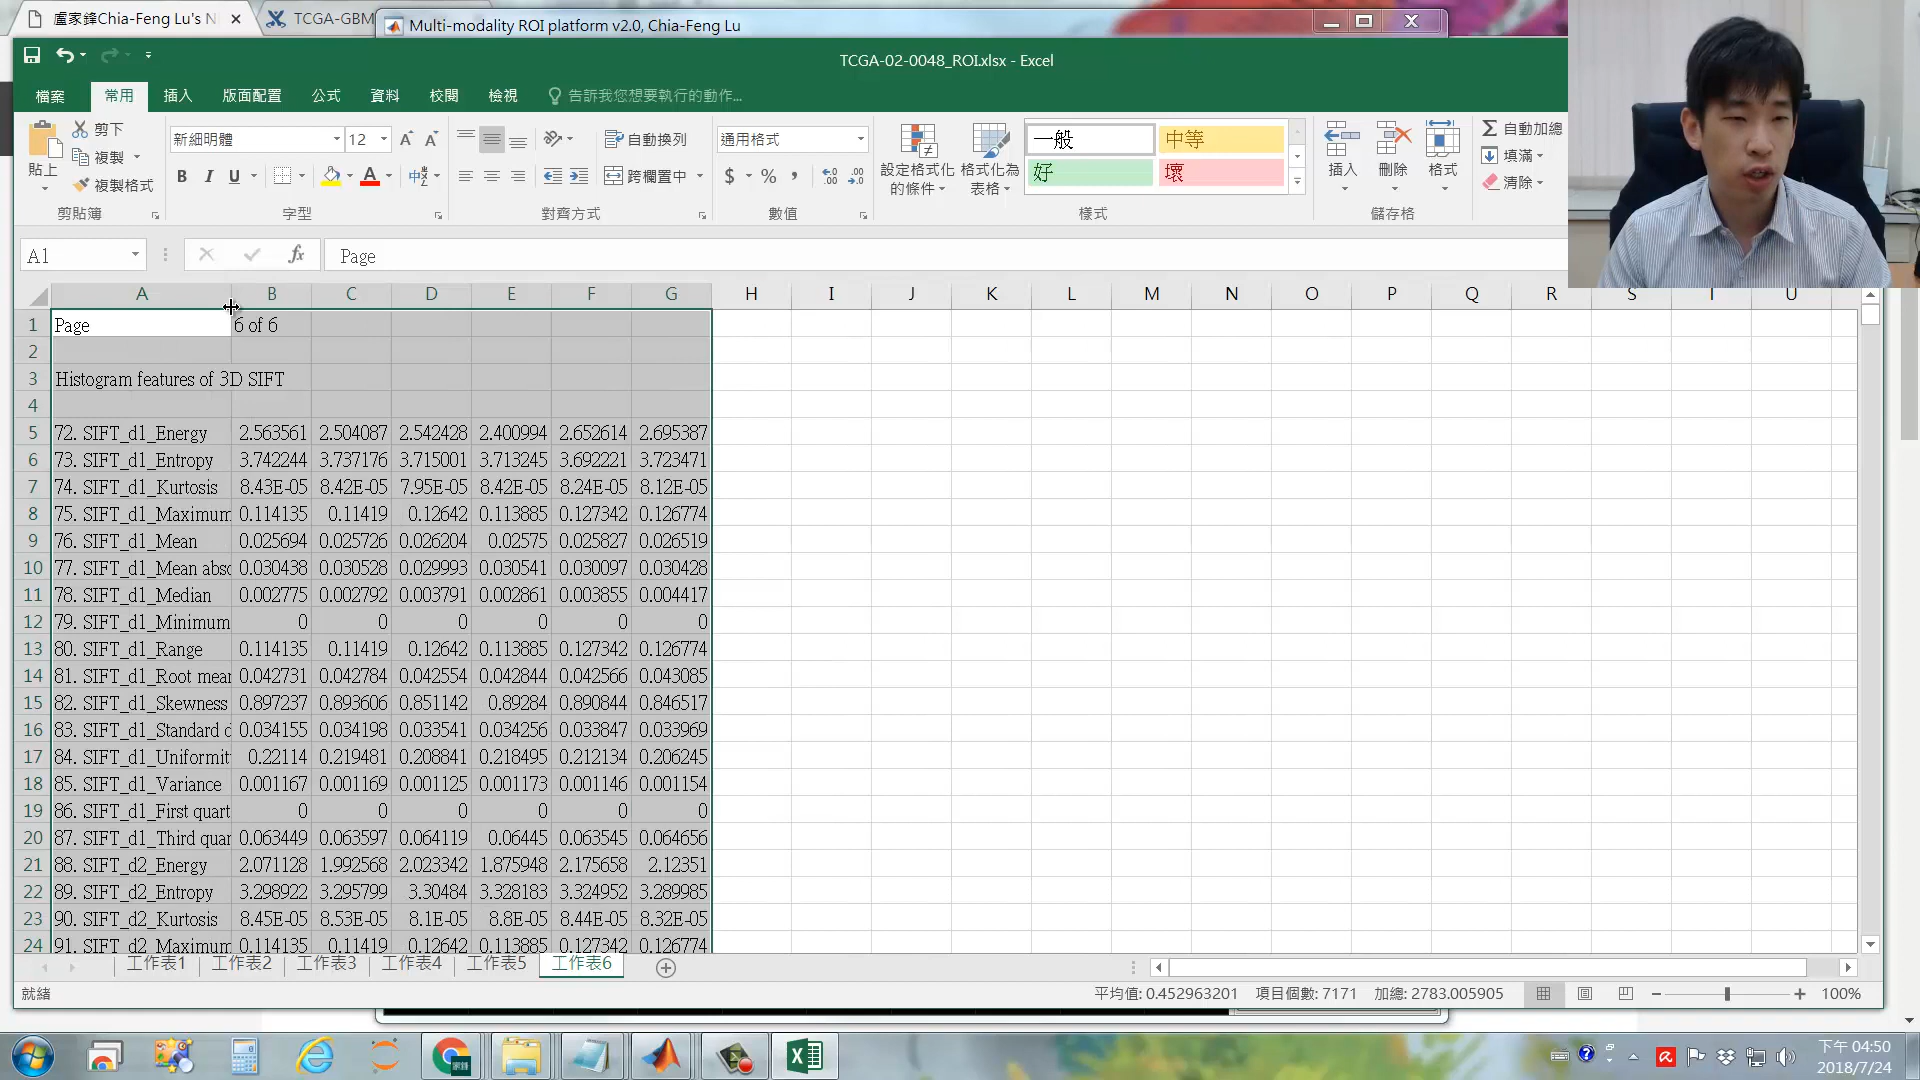 盧家鋒Chia-Feng Lu's N
TCGA-GBM
Multi-modality ROI platform v2.0, Chia-Feng Lu
TCGA-02-0048_ROI.xlsx - Excel
檔案 常用 插入 版面配置 公式 資料 校閱 檢視 告訴我您想要執行的動作...
貼上 剪下 複製 複製格式 剪貼簿
新細明體 12 B I U A 中 字型
自動換列 跨欄置中 對齊方式
通用格式 $ % , 數值
設定格式化的條件 格式化為表格 一般 中等 好 壞 樣式
插入 刪除 格式 儲存格
自動加總 填滿 清除
A1 fx Page
A B C D E F G H I J K L M N O P Q R S T U
1 Page 6 of 6
2
3 Histogram features of 3D SIFT
4
5 72. SIFT_d1_Energy 2.563561 2.504087 2.542428 2.400994 2.652614 2.695387
6 73. SIFT_d1_Entropy 3.742244 3.737176 3.715001 3.713245 3.692221 3.723471
7 74. SIFT_d1_Kurtosis 8.43E-05 8.42E-05 7.95E-05 8.42E-05 8.24E-05 8.12E-05
8 75. SIFT_d1_Maximum 0.114135 0.11419 0.12642 0.113885 0.127342 0.126774
9 76. SIFT_d1_Mean 0.025694 0.025726 0.026204 0.02575 0.025827 0.026519
10 77. SIFT_d1_Mean abso 0.030438 0.030528 0.029993 0.030541 0.030097 0.030428
11 78. SIFT_d1_Median 0.002775 0.002792 0.003791 0.002861 0.003855 0.004417
12 79. SIFT_d1_Minimum 0 0 0 0 0 0
13 80. SIFT_d1_Range 0.114135 0.11419 0.12642 0.113885 0.127342 0.126774
14 81. SIFT_d1_Root mear 0.042731 0.042784 0.042554 0.042844 0.042566 0.043085
15 82. SIFT_d1_Skewness 0.897237 0.893606 0.851142 0.89284 0.890844 0.846517
16 83. SIFT_d1_Standard d 0.034155 0.034198 0.033541 0.034256 0.033847 0.033969
17 84. SIFT_d1_Uniformit 0.22114 0.219481 0.208841 0.218495 0.212134 0.206245
18 85. SIFT_d1_Variance 0.001167 0.001169 0.001125 0.001173 0.001146 0.001154
19 86. SIFT_d1_First quart 0 0 0 0 0 0
20 87. SIFT_d1_Third quar 0.063449 0.063597 0.064119 0.06445 0.063545 0.064656
21 88. SIFT_d2_Energy 2.071128 1.992568 2.023342 1.875948 2.175658 2.12351
22 89. SIFT_d2_Entropy 3.298922 3.295799 3.30484 3.328183 3.324952 3.289985
23 90. SIFT_d2_Kurtosis 8.45E-05 8.53E-05 8.1E-05 8.8E-05 8.44E-05 8.32E-05
24 91. SIFT_d2_Maximum 0.114135 0.11419 0.12642 0.113885 0.127342 0.126774
工作表1 工作表2 工作表3 工作表4 工作表5 工作表6
就緒 平均值: 0.452963201 項目個數: 7171 加總: 2783.005905 100%
下午 04:50
2018/7/24